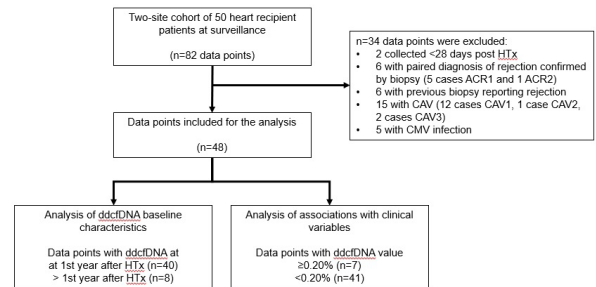 Two-site cohort of 50 heart recipient
patients at surveillance
(n=82 data points)
n=34 data points were excluded:
• 2 collected <28 days post HTx
• 6 with paired diagnosis of rejection confirmed
by biopsy (5 cases ACR1 and 1 ACR2)
• 6 with previous biopsy reporting rejection
• 15 with CAV (12 cases CAV1, 1 case CAV2,
2 cases CAV3)
• 5 with CMV infection
Data points included for the analysis
(n=48)
Analysis of ddcfDNA baseline
characteristics
Data points with ddcfDNA at
at 1st year after HTx (n=40)
> 1st year after HTx (n=8)
Analysis of associations with clinical
variables
Data points with ddcfDNA value
≥0.20% (n=7)
<0.20% (n=41)